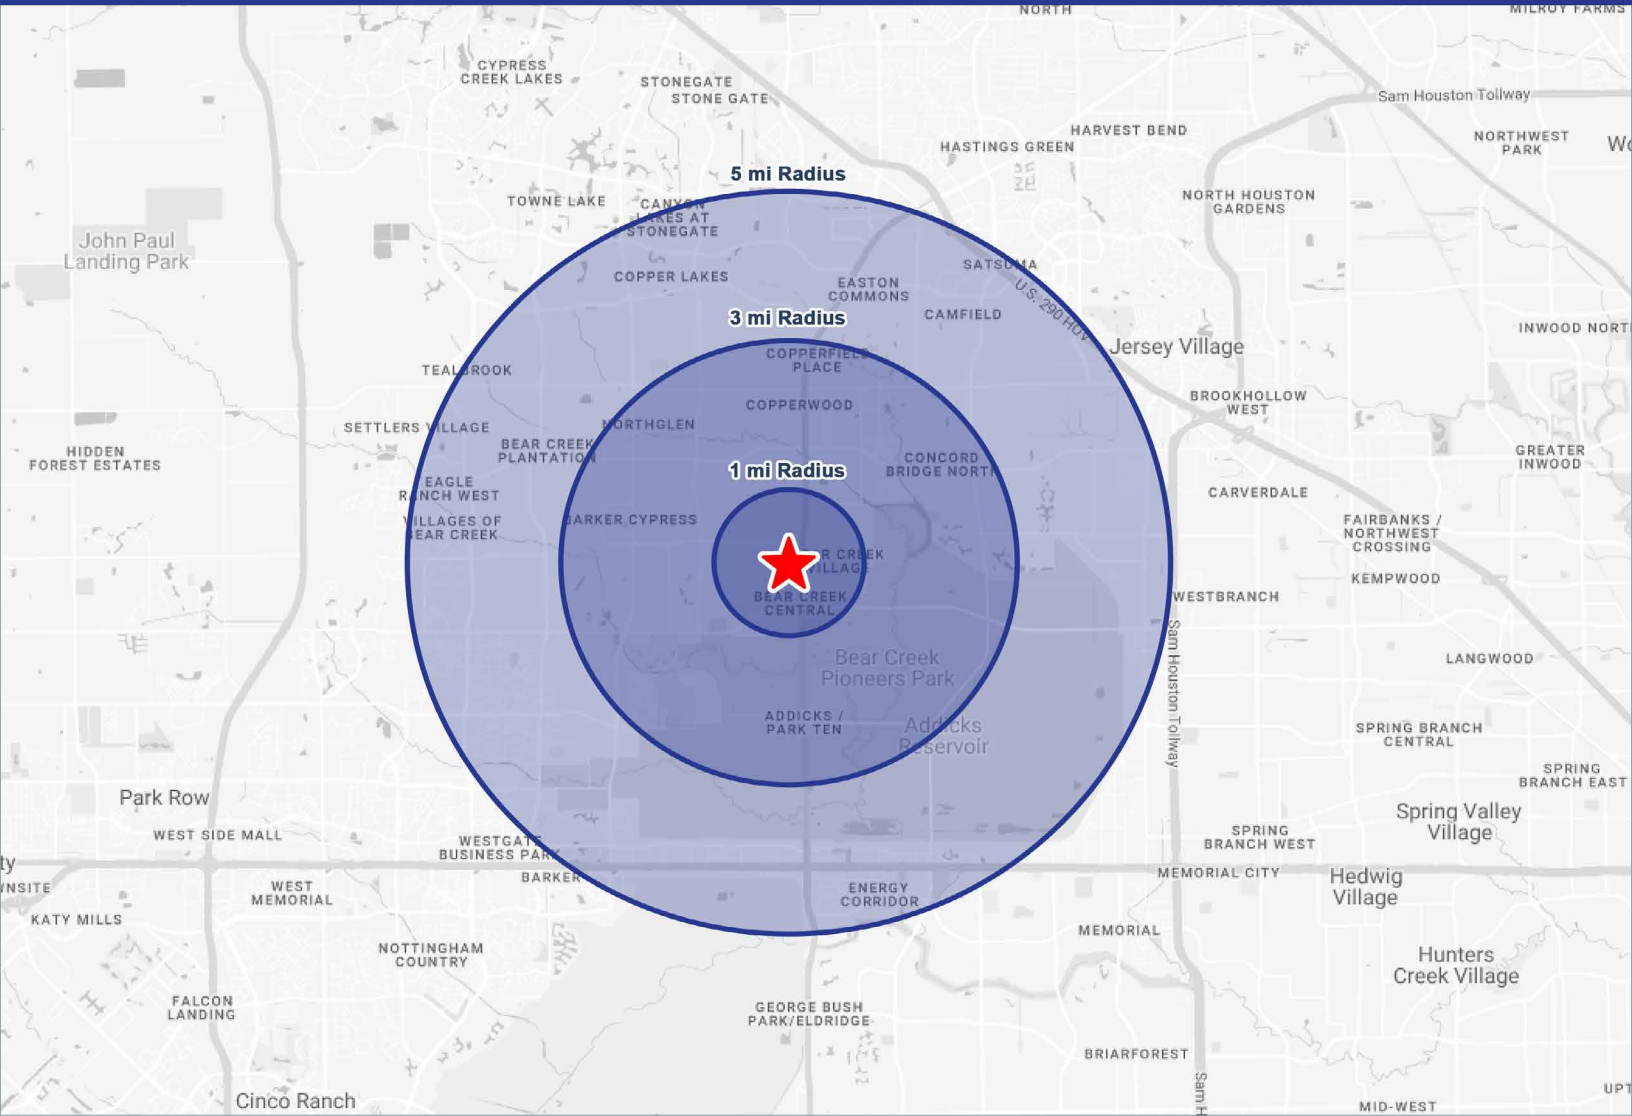 NORTH
MILROY FARMS
CYPRESS
CREEK LAKES
STONEGATE
STONE GATE
Sam Houston Tollway
HARVEST BEND
HASTINGS GREEN
NORTHWEST
PARK
5 mi Radius
TOWNE LAKE
CANYON
LAKES AT
STONEGATE
NORTH HOUSTON
GARDENS
John Paul
Landing Park
COPPER LAKES
SATSUMA
EASTON
COMMONS
U.S. 290 HOV
CAMFIELD
3 mi Radius
INWOOD NORT
Jersey Village
COPPERFIELD
PLACE
TEALBROOK
BROOKHOLLOW
WEST
COPPERWOOD
SETTLERS VILLAGE
NORTHGLEN
BEAR CREEK
PLANTATION
HIDDEN
FOREST ESTATES
GREATER
INWOOD
CONCORD
BRIDGE NORTH
1 mi Radius
EAGLE
RANCH WEST
CARVERDALE
VILLAGES OF
BEAR CREEK
BARKER CYPRESS
FAIRBANKS /
NORTHWEST
CROSSING
CREEK
VILLAGE
KEMPWOOD
BEAR CREEK
CENTRAL
WESTBRANCH
Sam Houston Tollway
Bear Creek
Pioneers Park
LANGWOOD
ADDICKS /
PARK TEN
Addicks
Reservoir
SPRING BRANCH
CENTRAL
SPRING
BRANCH EAST
Park Row
Spring Valley
Village
WEST SIDE MALL
WESTGATE
BUSINESS PARK
SPRING
BRANCH WEST
ty
BARKER
MEMORIAL CITY
Hedwig
Village
WNSITE
WEST
MEMORIAL
ENERGY
CORRIDOR
KATY MILLS
MEMORIAL
NOTTINGHAM
COUNTRY
Hunters
Creek Village
FALCON
LANDING
GEORGE BUSH
PARK/ELDRIDGE
BRIARFOREST
Sam H
UPT
Cinco Ranch
MID-WEST